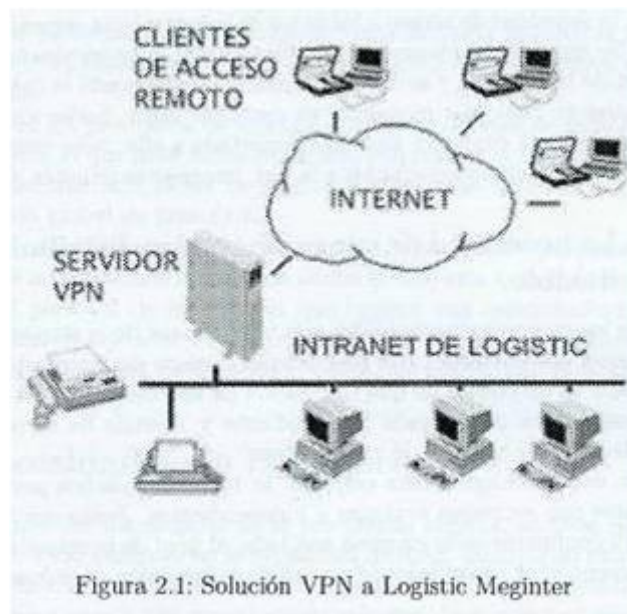 CLIENTES
DE ACCESO
REMOTO
INTERNET
SERVIDOR
VPN
INTRANET DE LOGISTIC
Figura 2.1: Solución VPN a Logistic Meginter